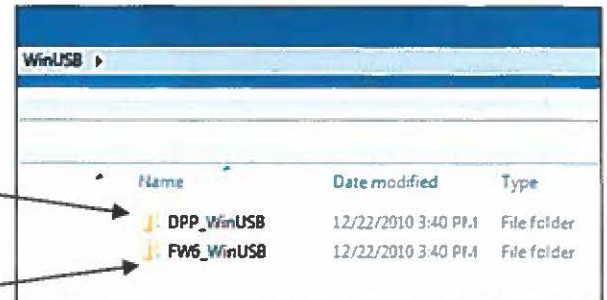 WinUSB
Name Date modified Type
DPP_WinUSB 12/22/2010 3:40 PM File folder
FW6_WinUSB 12/22/2010 3:40 PM File folder